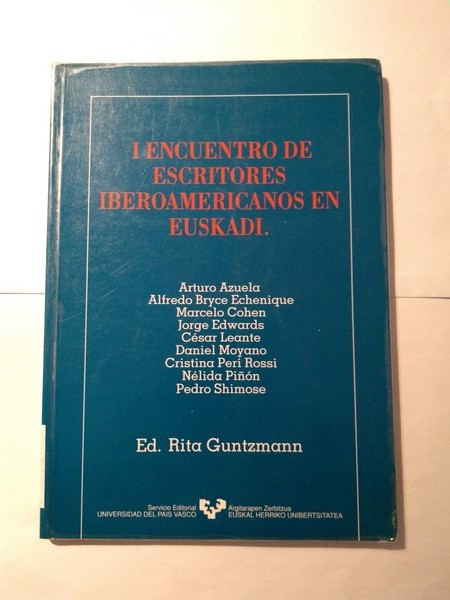 I ENCUENTRO DE
ESCRITORES
IBEROAMERICANOS EN
EUSKADI.
Arturo Azuela
Alfredo Bryce Echenique
Marcelo Cohen
Jorge Edwards
César Leante
Daniel Moyano
Cristina Peri Rossi
Nélida Piñón
Pedro Shimose
Ed. Rita Guntzmann
Servicio Editorial
UNIVERSIDAD DEL PAIS VASCO
Argitarapen Zerbitzua
EUSKAL HERRIKO UNIBERTSITATEA